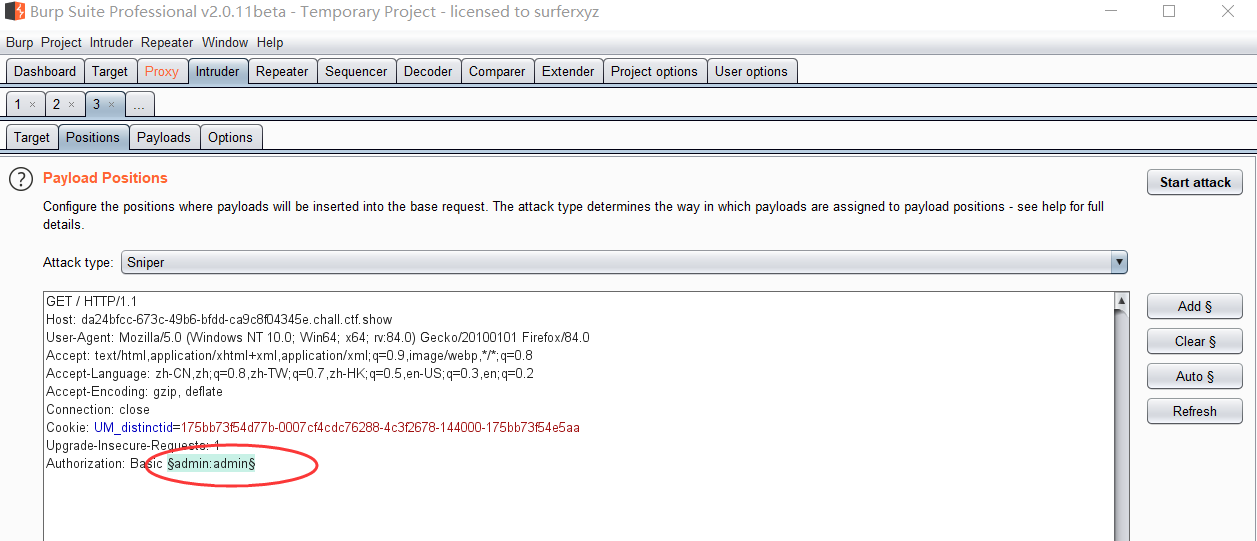 Burp Suite Professional v2.0.11beta - Temporary Project - licensed to surferxyz
Burp Project Intruder Repeater Window Help
Dashboard Target Proxy Intruder Repeater Sequencer Decoder Comparer Extender Project options User options
1 × 2 × 3 × ...
Target Positions Payloads Options
? Payload Positions
Start attack
Configure the positions where payloads will be inserted into the base request. The attack type determines the way in which payloads are assigned to payload positions - see help for full
details.
Attack type: Sniper
GET / HTTP/1.1
Host: da24bfcc-673c-49b6-bfdd-ca9c8f04345e.chall.ctf.show
User-Agent: Mozilla/5.0 (Windows NT 10.0; Win64; x64; rv:84.0) Gecko/20100101 Firefox/84.0
Accept: text/html,application/xhtml+xml,application/xml;q=0.9,image/webp,*/*;q=0.8
Accept-Language: zh-CN,zh;q=0.8,zh-TW;q=0.7,zh-HK;q=0.5,en-US;q=0.3,en;q=0.2
Accept-Encoding: gzip, deflate
Connection: close
Cookie: UM_distinctid=175bb73f54d77b-0007cf4cdc76288-4c3f2678-144000-175bb73f54e5aa
Upgrade-Insecure-Requests: 1
Authorization: Basic §admin:admin§
Add §
Clear §
Auto §
Refresh